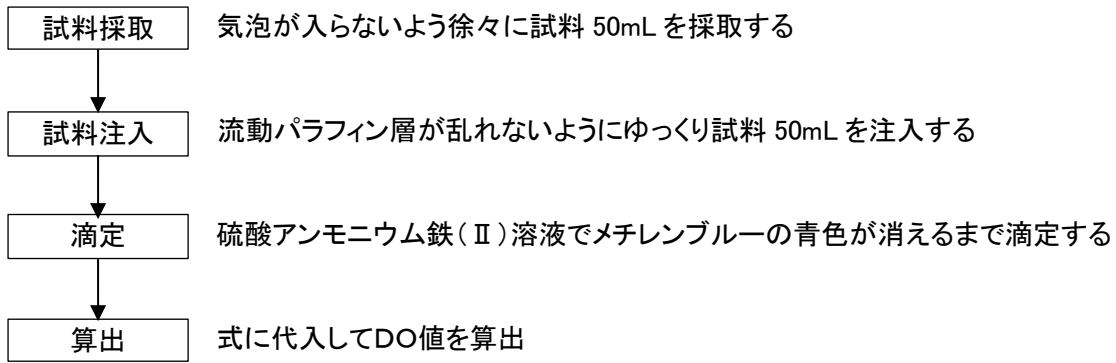 試料採取 気泡が入らないよう徐々に試料 50mL を採取する
試料注入 流動パラフィン層が乱れないようにゆっくり試料 50mL を注入する
滴定 硫酸アンモニウム鉄(Ⅱ)溶液でメチレンブルーの青色が消えるまで滴定する
算出 式に代入してDO値を算出